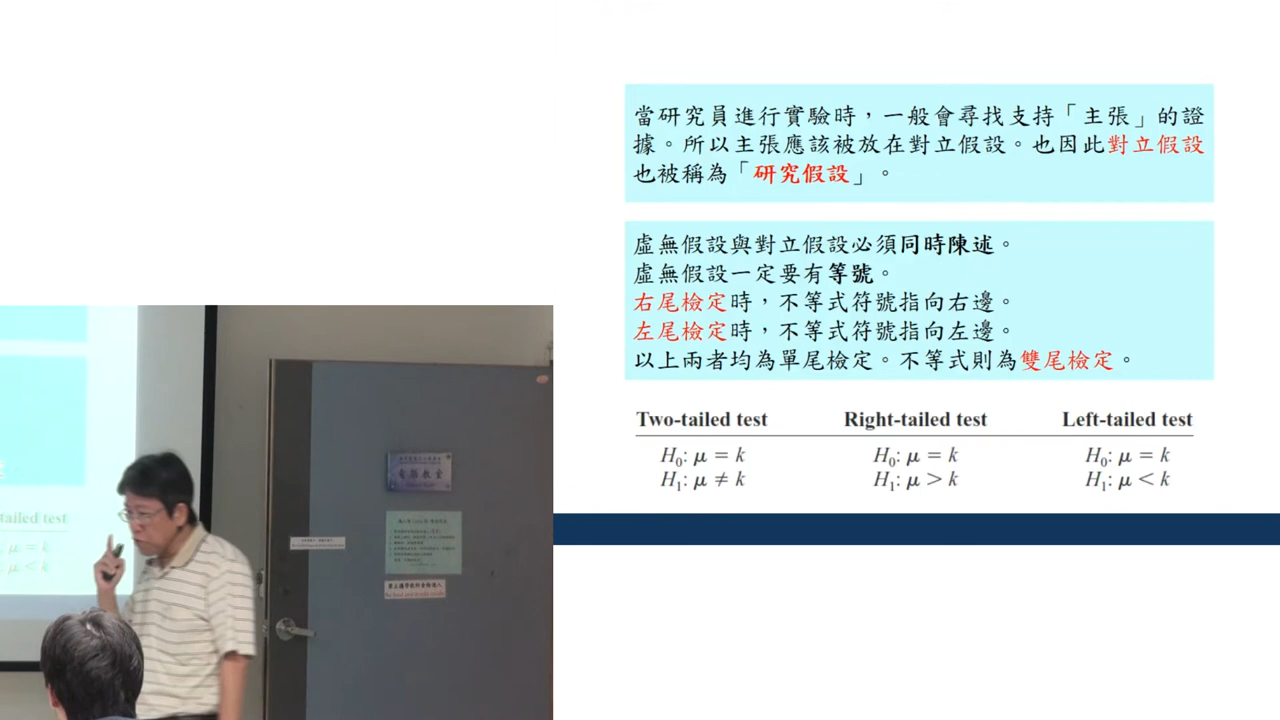 當研究員進行實驗時，一般會尋找支持「主張」的證
據。所以主張應該被放在對立假設。也因此對立假設
也被稱為「研究假設」。
虛無假設與對立假設必須同時陳述。
虛無假設一定要有等號。
右尾檢定時，不等式符號指向右邊。
左尾檢定時，不等式符號指向左邊。
以上兩者均為單尾檢定。不等式則為雙尾檢定。
Two-tailed test Right-tailed test Left-tailed test
H₀: μ = k H₀: μ = k H₀: μ = k
H₁: μ ≠ k H₁: μ > k H₁: μ < k
tailed test
μ = k
μ < k
電腦教室